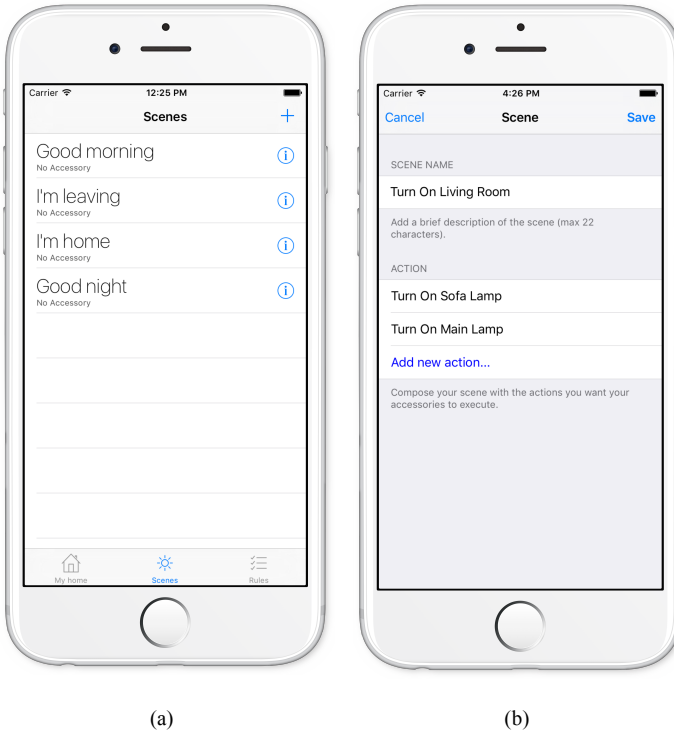 Carrier 12:25 PM
Scenes +
Good morning
No Accessory
I'm leaving
No Accessory
I'm home
No Accessory
Good night
No Accessory
My home Scenes Rules
(a)
Carrier 4:26 PM
Cancel Scene Save
SCENE NAME
Turn On Living Room
Add a brief description of the scene (max 22
characters).
ACTION
Turn On Sofa Lamp
Turn On Main Lamp
Add new action...
Compose your scene with the actions you want your
accessories to execute.
(b)